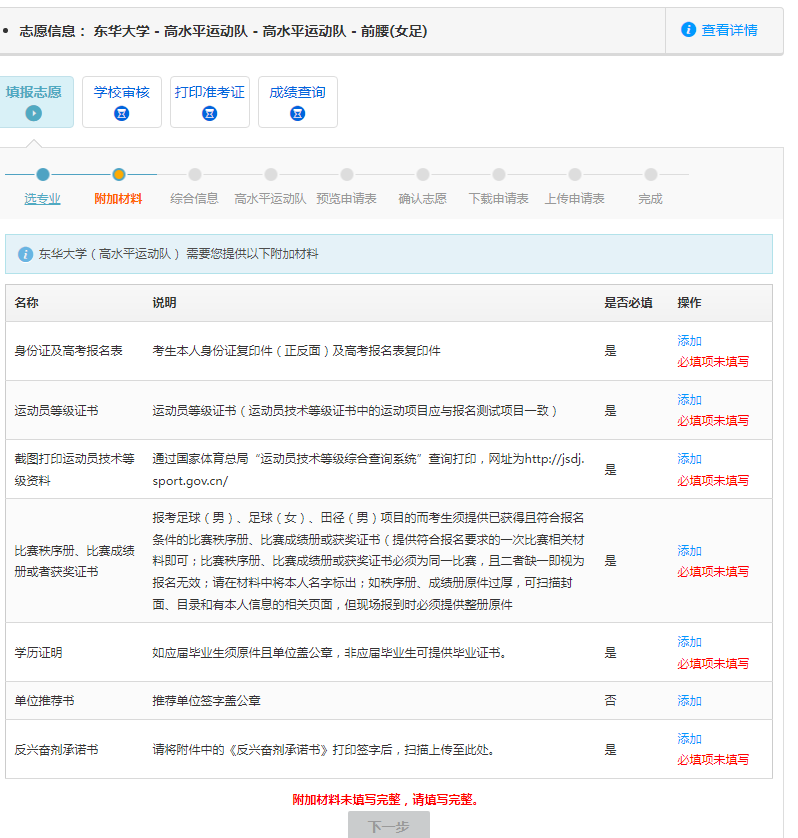 • 志愿信息： 东华大学 - 高水平运动队 - 高水平运动队 - 前腰(女足)
查看详情
填报志愿 学校审核 打印准考证 成绩查询
选专业 附加材料 综合信息 高水平运动队 预览申请表 确认志愿 下载申请表 上传申请表 完成
东华大学（高水平运动队 ） 需要您提供以下附加材料
名称 说明 是否必填 操作
身份证及高考报名表 考生本人身份证复印件（正反面）及高考报名表复印件 是 添加
必填项未填写
运动员等级证书 运动员等级证书（运动员技术等级证书中的运动项目应与报名测试项目一致 ） 是 添加
必填项未填写
截图打印运动员技术等
级资料
通过国家体育总局“运动员技术等级综合查询系统”查询打印，网址为http://jsdj.
sport.gov.cn/
是
添加
必填项未填写
比赛秩序册、比赛成绩
册或者获奖证书
报考足球（男）、足球（女）、田径（男）项目的而考生须提供已获得且符合报名
条件的比赛秩序册、比赛成绩册或获奖证书（提供符合报名要求的一次比赛相关材
料即可；比赛秩序册、比赛成绩册或获奖证书必须为同一比赛，且二者缺一即视为
报名无效；请在材料中将本人名字标出；如秩序册、成绩册原件过厚，可扫描封
面、目录和有本人信息的相关页面，但现场报到时必须提供整册原件
是
添加
必填项未填写
学历证明 如应届毕业生须原件且单位盖公章，非应届毕业生可提供毕业证书。 是 添加
必填项未填写
单位推荐书 推荐单位签字盖公章 否 添加
反兴奋剂承诺书 请将附件中的《反兴奋剂承诺书》打印签字后，扫描上传至此处。 是 添加
必填项未填写
附加材料未填写完整，请填写完整。
下一步